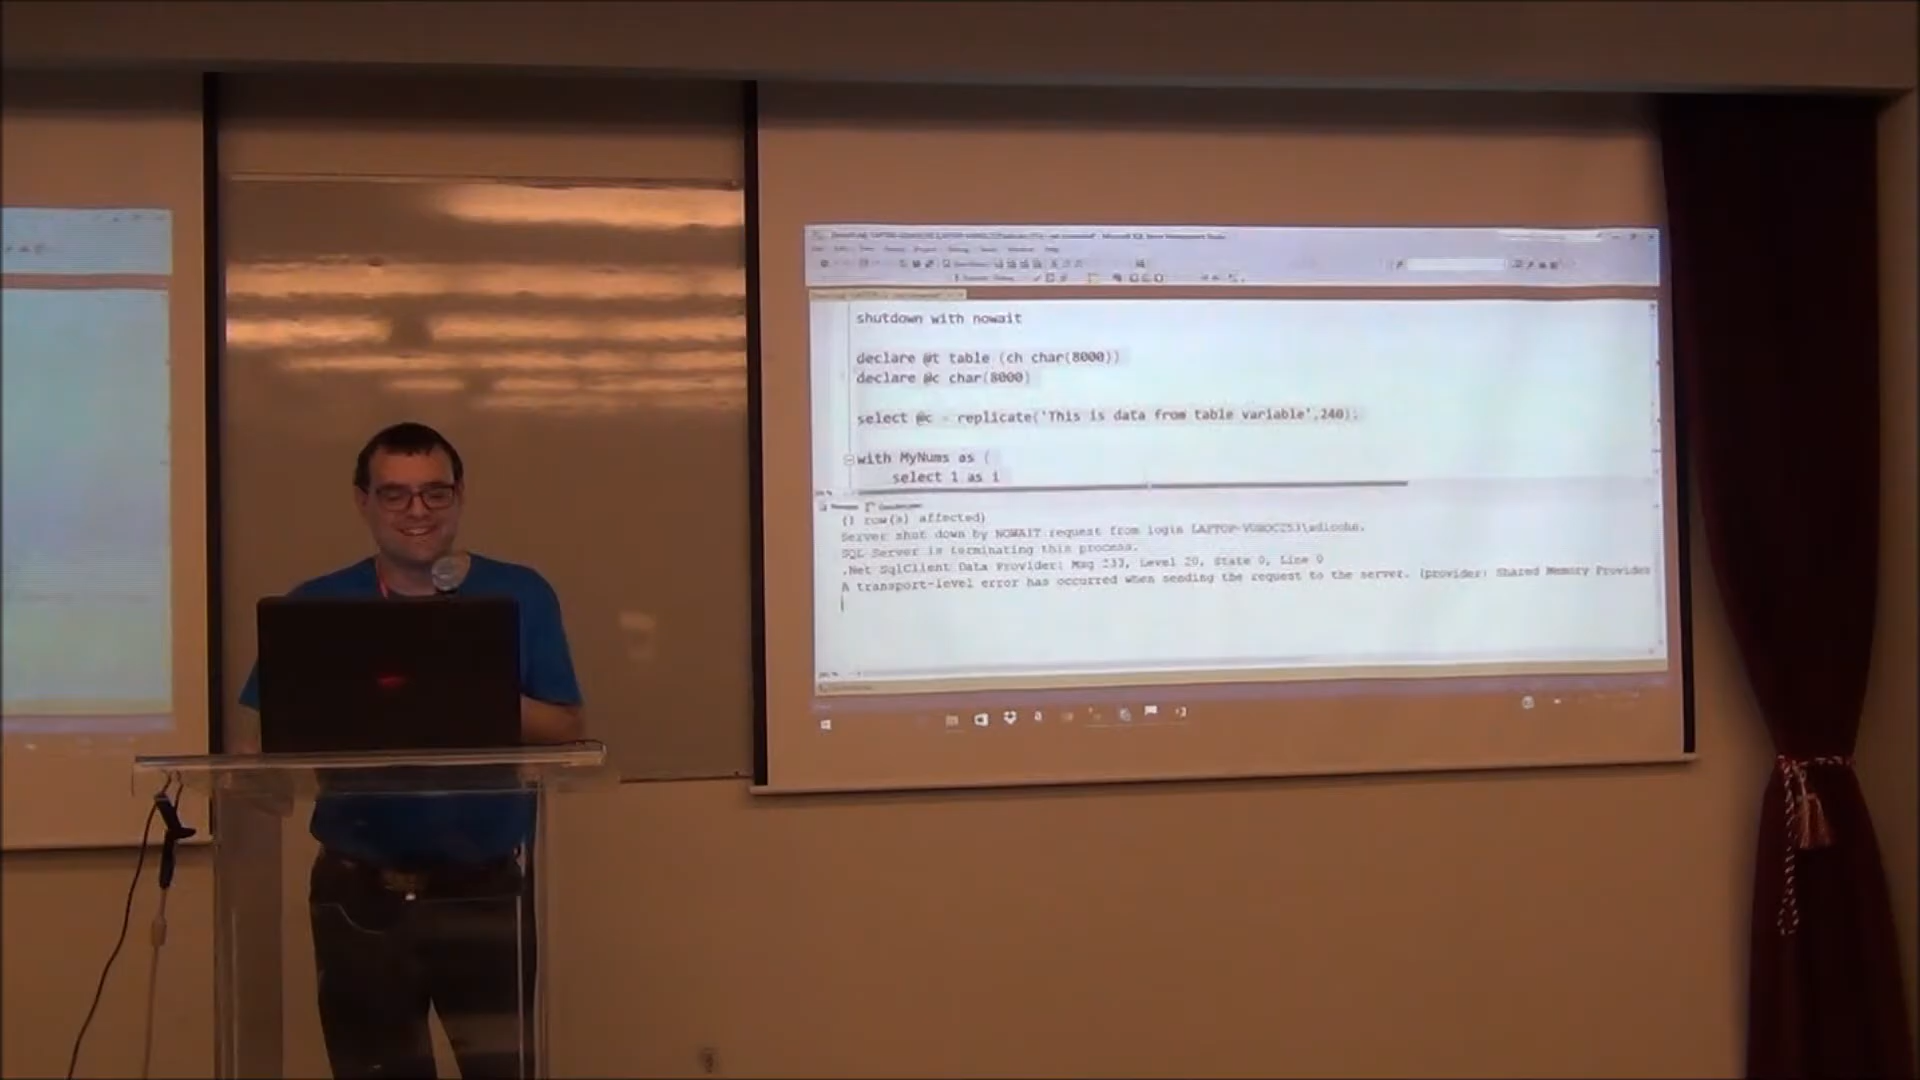 shutdown with nowait
declare @t table (ch char(8000))
declare @c char(8000)
select @c = replicate('This is data from table variable',240);
with MyNums as (
select 1 as i
(1 row(s) affected)
Server shut down by NOWAIT request from login
SQL Server is terminating this process.
.Net SqlClient Data Provider: Msg 233, Level 20, State 0, Line 0
A transport-level error has occurred when sending the request to the server. (provider: Shared Memory Provider